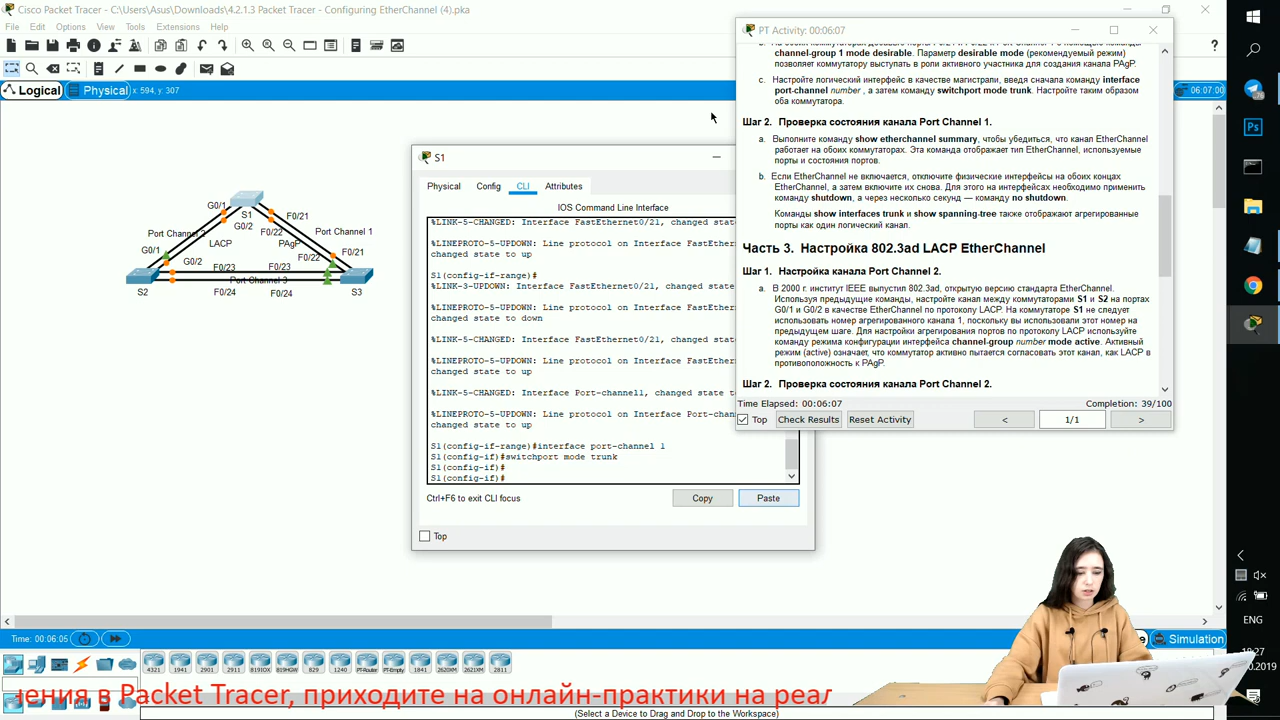 Cisco Packet Tracer - C:\Users\Asus\Downloads\4.2.1.3 Packet Tracer - Configuring EtherChannel (4).pka
File Edit Options View Tools Extensions Help
Logical Physical x: 594, y: 307
06:07:00
G0/1 S1 F0/21
G0/2 F0/22
Port Channel 2 LACP PAgP Port Channel 1
G0/1 G0/2 F0/22 F0/21
F0/23 F0/23
S2 Port Channel 3 S3
F0/24 F0/24
S1
Physical Config CLI Attributes
IOS Command Line Interface
%LINK-5-CHANGED: Interface FastEthernet0/21, changed state
%LINEPROTO-5-UPDOWN: Line protocol on Interface FastEther
changed state to up
S1(config-if-range)#
%LINK-3-UPDOWN: Interface FastEthernet0/21, changed state
%LINEPROTO-5-UPDOWN: Line protocol on Interface FastEther
changed state to down
%LINK-5-CHANGED: Interface FastEthernet0/21, changed state
%LINEPROTO-5-UPDOWN: Line protocol on Interface FastEther
changed state to up
%LINK-5-CHANGED: Interface Port-channel1, changed state t
%LINEPROTO-5-UPDOWN: Line protocol on Interface Port-chan
changed state to up
S1(config-if-range)#interface port-channel 1
S1(config-if)#switchport mode trunk
S1(config-if)#
S1(config-if)#
Ctrl+F6 to exit CLI focus Copy Paste
Top
PT Activity: 00:06:07
channel-group 1 mode desirable. Параметр desirable mode (рекомендуемый режим)
позволяет коммутатору выступать в роли активного участника для создания канала PAgP.
c. Настройте логический интерфейс в качестве магистрали, введя сначала команду interface
port-channel number , а затем команду switchport mode trunk. Настройте таким образом
оба коммутатора.
Шаг 2. Проверка состояния канала Port Channel 1.
a. Выполните команду show etherchannel summary, чтобы убедиться, что канал EtherChannel
работает на обоих коммутаторах. Эта команда отображает тип EtherChannel, используемые
порты и состояния портов.
b. Если EtherChannel не включается, отключите физические интерфейсы на обоих концах
EtherChannel, а затем включите их снова. Для этого на интерфейсах необходимо применить
команду shutdown, а через несколько секунд — команду no shutdown.
Команды show interfaces trunk и show spanning-tree также отображают агрегированные
порты как один логический канал.
Часть 3. Настройка 802.3ad LACP EtherChannel
Шаг 1. Настройка канала Port Channel 2.
a. В 2000 г. институт IEEE выпустил 802.3ad, открытую версию стандарта EtherChannel.
Используя предыдущие команды, настройте канал между коммутаторами S1 и S2 на портах
G0/1 и G0/2 в качестве EtherChannel по протоколу LACP. На коммутаторе S1 не следует
использовать номер агрегированного канала 1, поскольку вы использовали этот номер на
предыдущем шаге. Для настройки агрегирования портов по протоколу LACP используйте
команду режима конфигурации интерфейса channel-group number mode active. Активный
режим (active) означает, что коммутатор активно пытается согласовать этот канал, как LACP в
противоположность к PAgP.
Шаг 2. Проверка состояния канала Port Channel 2.
Time Elapsed: 00:06:07 Completion: 39/100
Top Check Results Reset Activity < 1/1 >
Time: 00:06:05
Simulation
4321 1941 2901 2911 819IOX 819HGW 829 1240 PT-Router PT-Empty 1841 2620XM 2621XM 2811
ения в Packet Tracer, приходите на онлайн-практики на реал
(Select a Device to Drag and Drop to the Workspace)
ENG